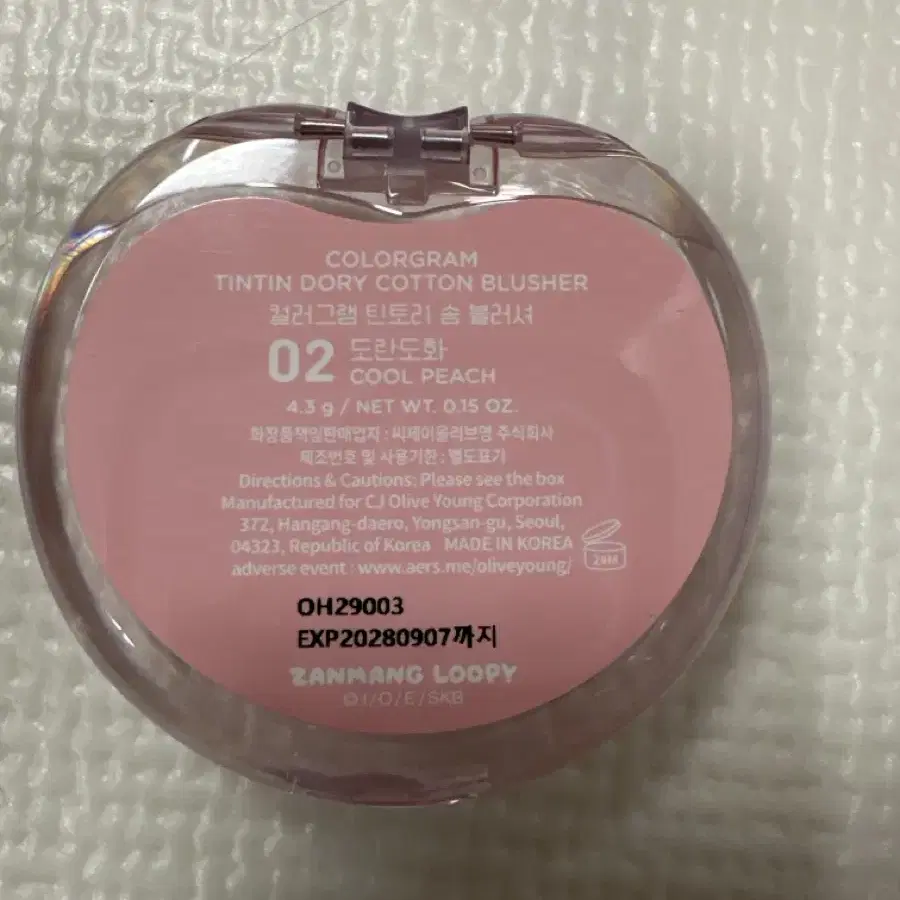 COLORGRAM
TINTIN DORY COTTON BLUSHER
컬러그램 틴토리 솜 블러셔
02 도란도화
COOL PEACH
4.3 g / NET WT. 0.15 OZ.
화장품책임판매업자 : 씨제이올리브영 주식회사
제조번호 및 사용기한 : 별도표기
Directions & Cautions: Please see the box
Manufactured for CJ Olive Young Corporation
372, Hangang-daero, Yongsan-gu, Seoul,
04323, Republic of Korea MADE IN KOREA
24M
adverse event : www.aers.me/oliveyoung/
OH29003
EXP20280907까지
ZANMANG LOOPY
©I/O/E/SKB